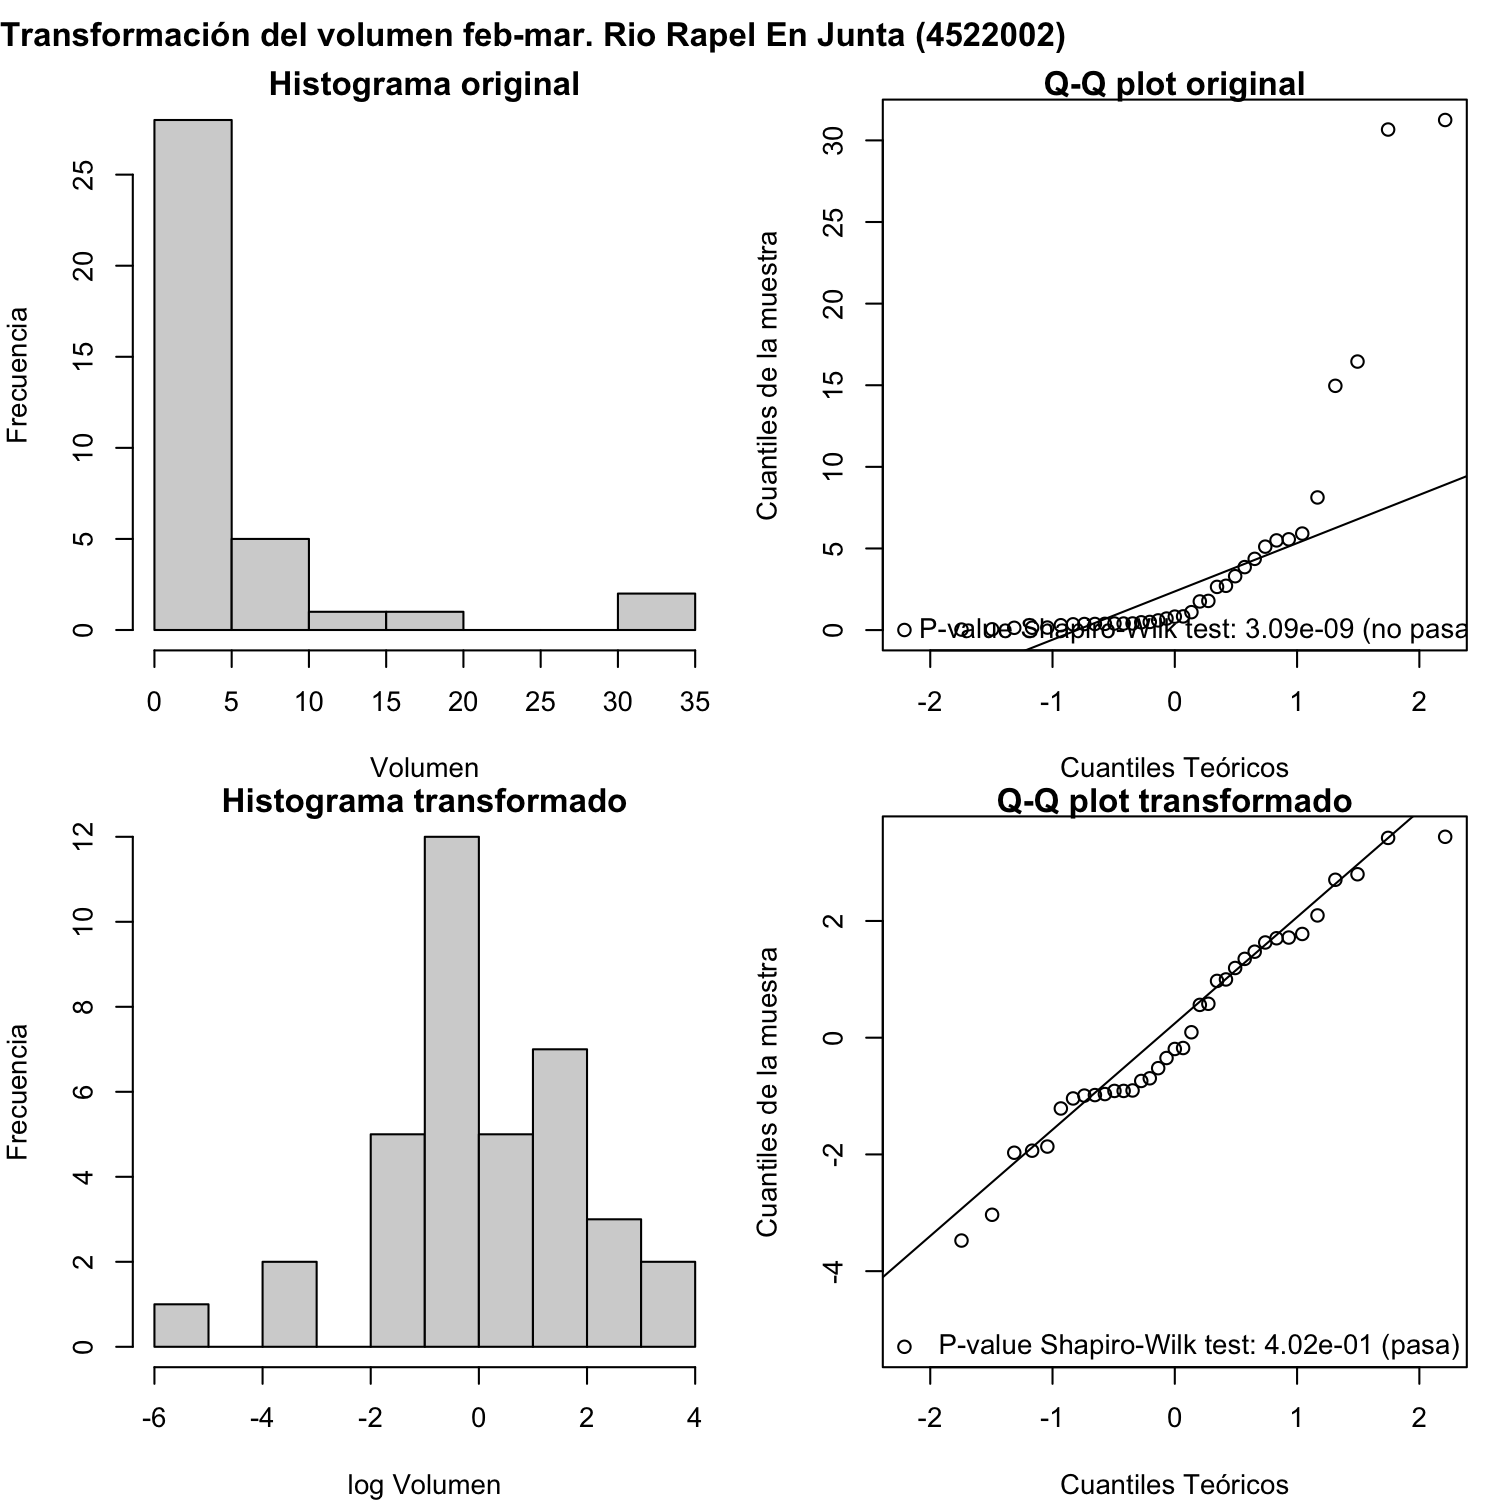 Transformación del volumen feb-mar. Rio Rapel En Junta (4522002)
Histograma original
Frecuencia
0 5 10 15 20 25
0 5 10 15 20 25 30 35
Volumen
Q-Q plot original
Cuantiles de la muestra
0 5 10 15 20 25 30
P-value Shapiro-Wilk test: 3.09e-09 (no pasa
-2 -1 0 1 2
Cuantiles Teóricos
Histograma transformado
Frecuencia
0 2 4 6 8 10 12
-6 -4 -2 0 2 4
log Volumen
Q-Q plot transformado
Cuantiles de la muestra
-4 -2 0 2
P-value Shapiro-Wilk test: 4.02e-01 (pasa)
-2 -1 0 1 2
Cuantiles Teóricos